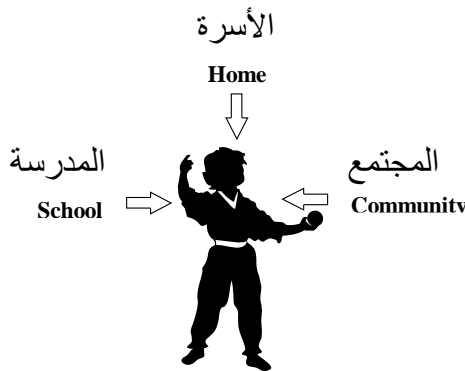 الأسرة
Home
المدرسة
School
المجتمع
Community